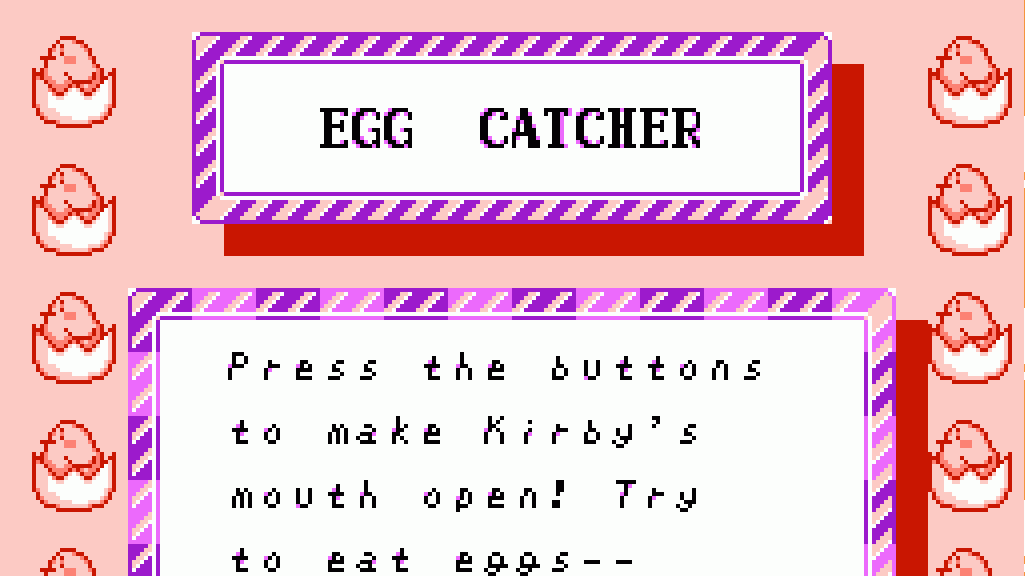 EGG CATCHER
Press the buttons
to make Kirby's
mouth open! Try
to eat eggs--